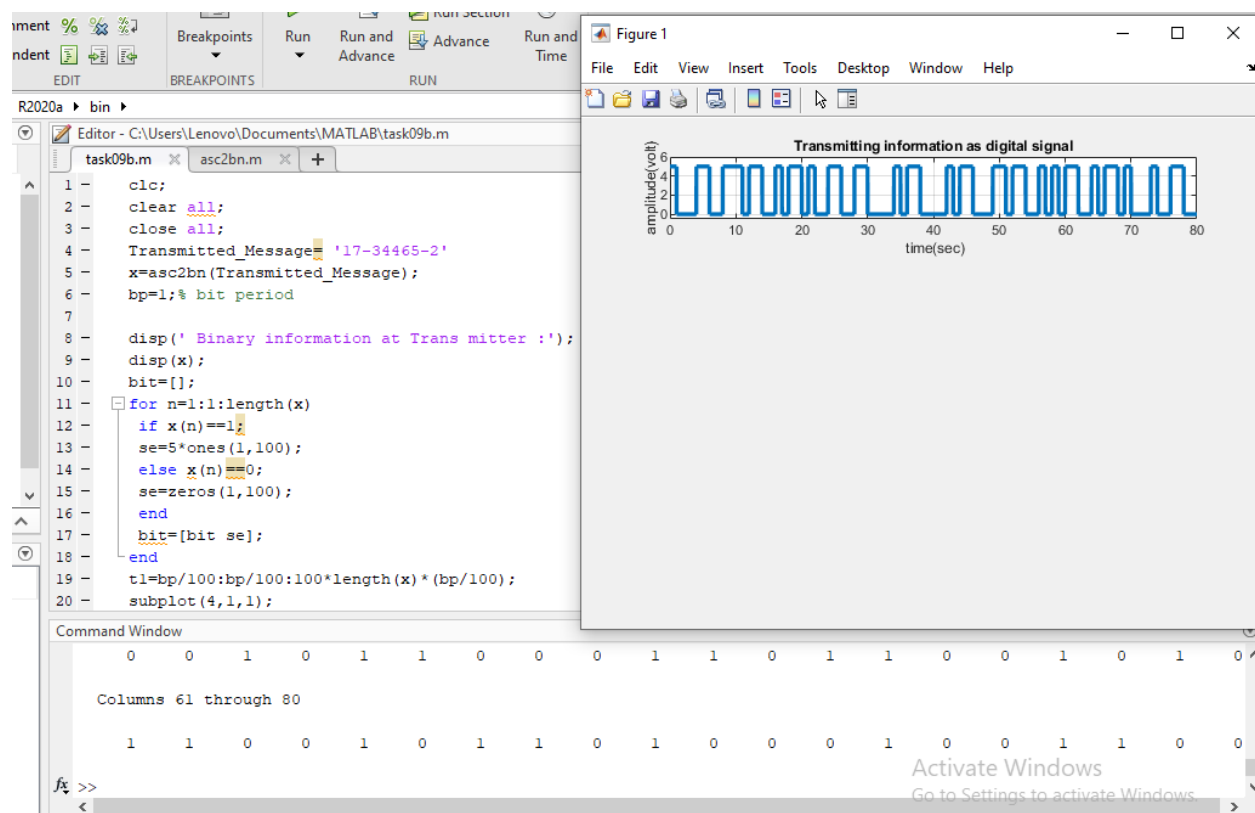 nment
Breakpoints
Run
Run and
Advance
Run Section
Advance
Run and
Time
ndent
EDIT
BREAKPOINTS
RUN
R2020a ▸ bin ▸
Editor - C:\Users\Lenovo\Documents\MATLAB\task09b.m
task09b.m
asc2bn.m
1 - clc;
2 - clear all;
3 - close all;
4 - Transmitted_Message= '17-34465-2'
5 - x=asc2bn(Transmitted_Message);
6 - bp=1;% bit period
7
8 - disp(' Binary information at Trans mitter :');
9 - disp(x);
10 - bit=[];
11 - for n=1:1:length(x)
12 - if x(n)==1;
13 - se=5*ones(1,100);
14 - else x(n)==0;
15 - se=zeros(1,100);
16 - end
17 - bit=[bit se];
18 - end
19 - t1=bp/100:bp/100:100*length(x)*(bp/100);
20 - subplot(4,1,1);
Figure 1
File Edit View Insert Tools Desktop Window Help
Transmitting information as digital signal
amplitude(volt)
6
4
2
0
0 10 20 30 40 50 60 70 80
time(sec)
Command Window
0 0 1 0 1 1 0 0 0 1 1 0 1 1 0 0 1 0 1 0
Columns 61 through 80
1 1 0 0 1 0 1 1 0 1 0 0 0 1 0 0 1 1 0 0
fx >>
Activate Windows
Go to Settings to activate Windows.